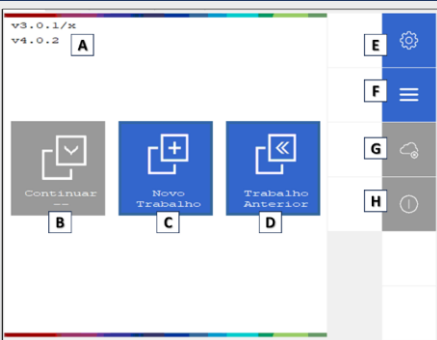 v3.0.1/x
v4.0.2
A
E
F
G
H
Continuar
--
Novo
Trabalho
Trabalho
Anterior
B
C
D